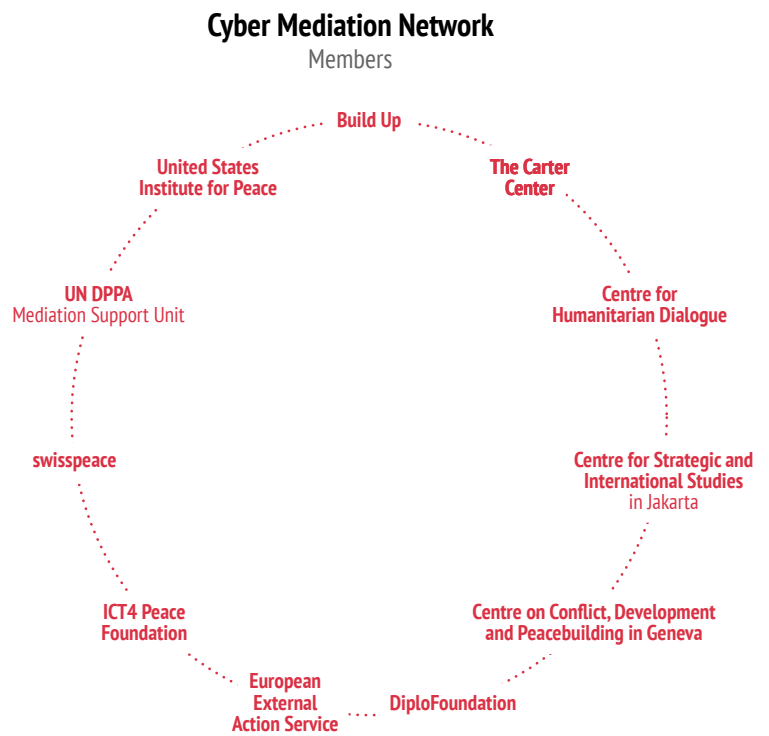 Cyber Mediation Network
Members
Build Up
The Carter
Center
Centre for
Humanitarian Dialogue
Centre for Strategic and
International Studies
in Jakarta
Centre on Conflict, Development
and Peacebuilding in Geneva
DiploFoundation
European
External
Action Service
ICT4 Peace
Foundation
swisspeace
UN DPPA
Mediation Support Unit
United States
Institute for Peace